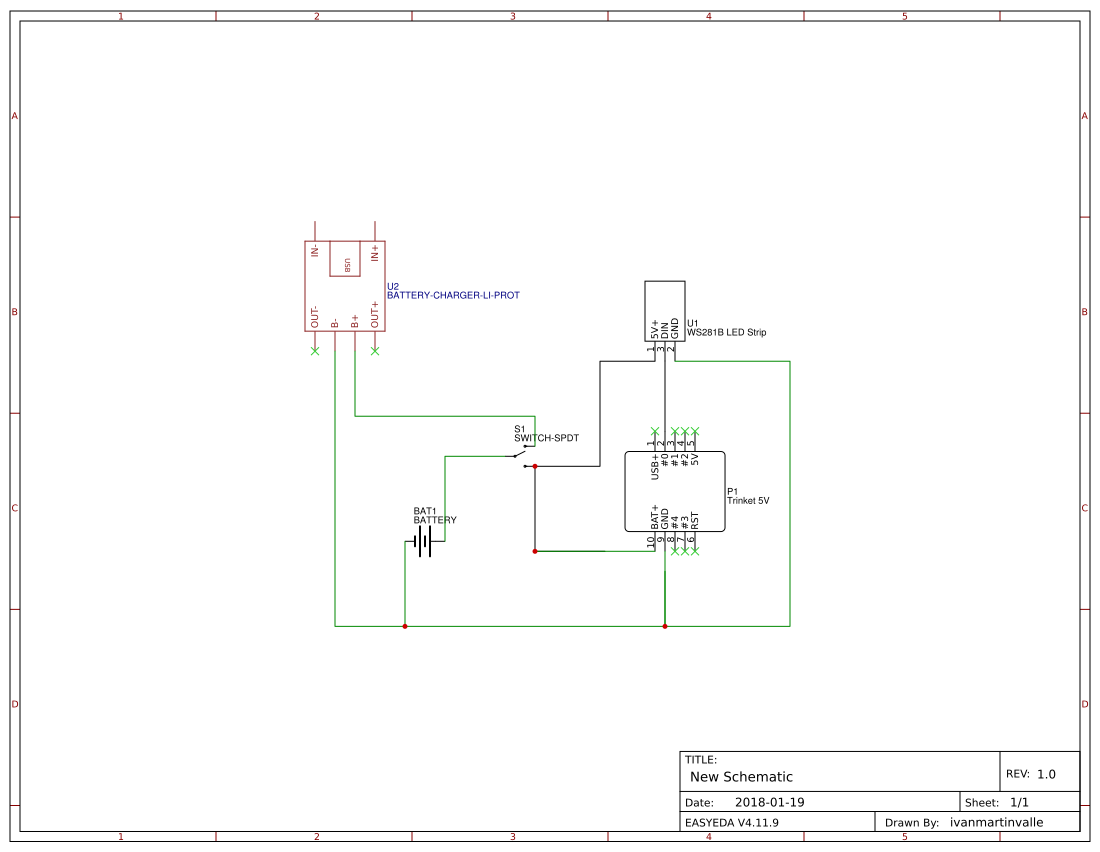 1 2 3 4 5
A A
IN- USB IN+
U2
BATTERY-CHARGER-LI-PROT
OUT- B- B+ OUT+
B B
5V+ DIN GND
U1
WS281B LED Strip
1 3 2
S1
SWITCH-SPDT
1 2 3 4 5
USB+ #0 #1 #2 5V
P1
Trinket 5V
BAT1
BATTERY
C C
BAT+ GND #4 #3 RST
10 9 8 7 6
D D
TITLE:
New Schematic
REV: 1.0
Date: 2018-01-19
Sheet: 1/1
EASYEDA V4.11.9
Drawn By: ivanmartinvalle
1 2 3 4 5